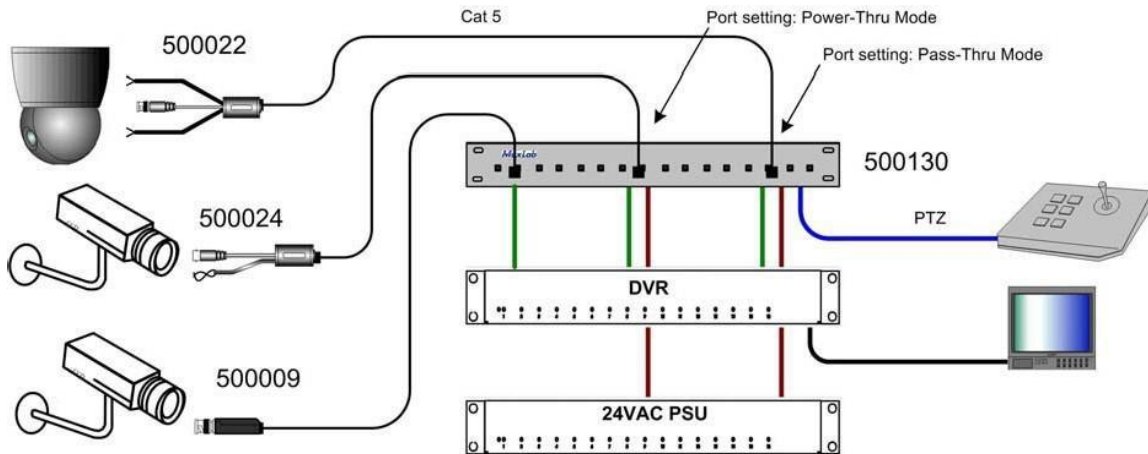 Cat 5
Port setting: Power-Thru Mode
500022
Port setting: Pass-Thru Mode
MuxLab
500130
500024
PTZ
DVR
500009
24VAC PSU